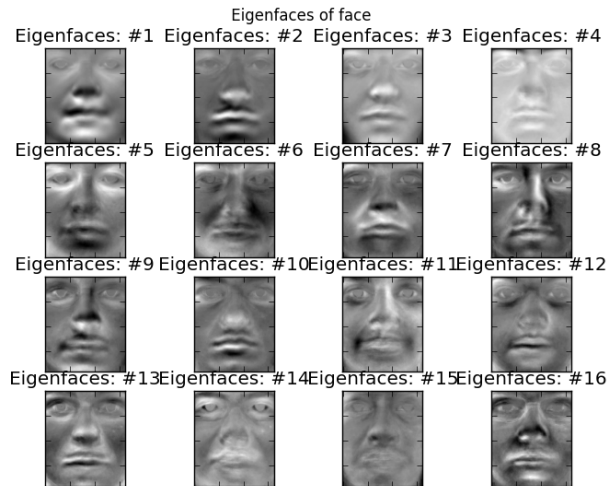 Eigenfaces of face
Eigenfaces: #1 Eigenfaces: #2 Eigenfaces: #3 Eigenfaces: #4
Eigenfaces: #5 Eigenfaces: #6 Eigenfaces: #7 Eigenfaces: #8
Eigenfaces: #9 Eigenfaces: #10 Eigenfaces: #11 Eigenfaces: #12
Eigenfaces: #13 Eigenfaces: #14 Eigenfaces: #15 Eigenfaces: #16